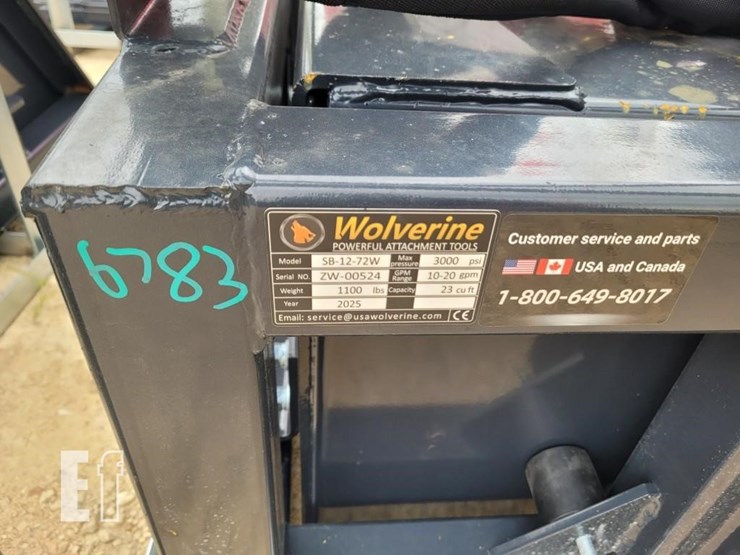 6783
Wolverine
POWERFUL ATTACHMENT TOOLS
Model SB-12-72W Max pressure 3000 psi
Serial NO. ZW-00524 GPM Range 10-20 gpm
Weight 1100 lbs Capacity 23 cu ft
Year 2025
Email: service@usawolverine.com CE
Customer service and parts
USA and Canada
1-800-649-8017
Ef